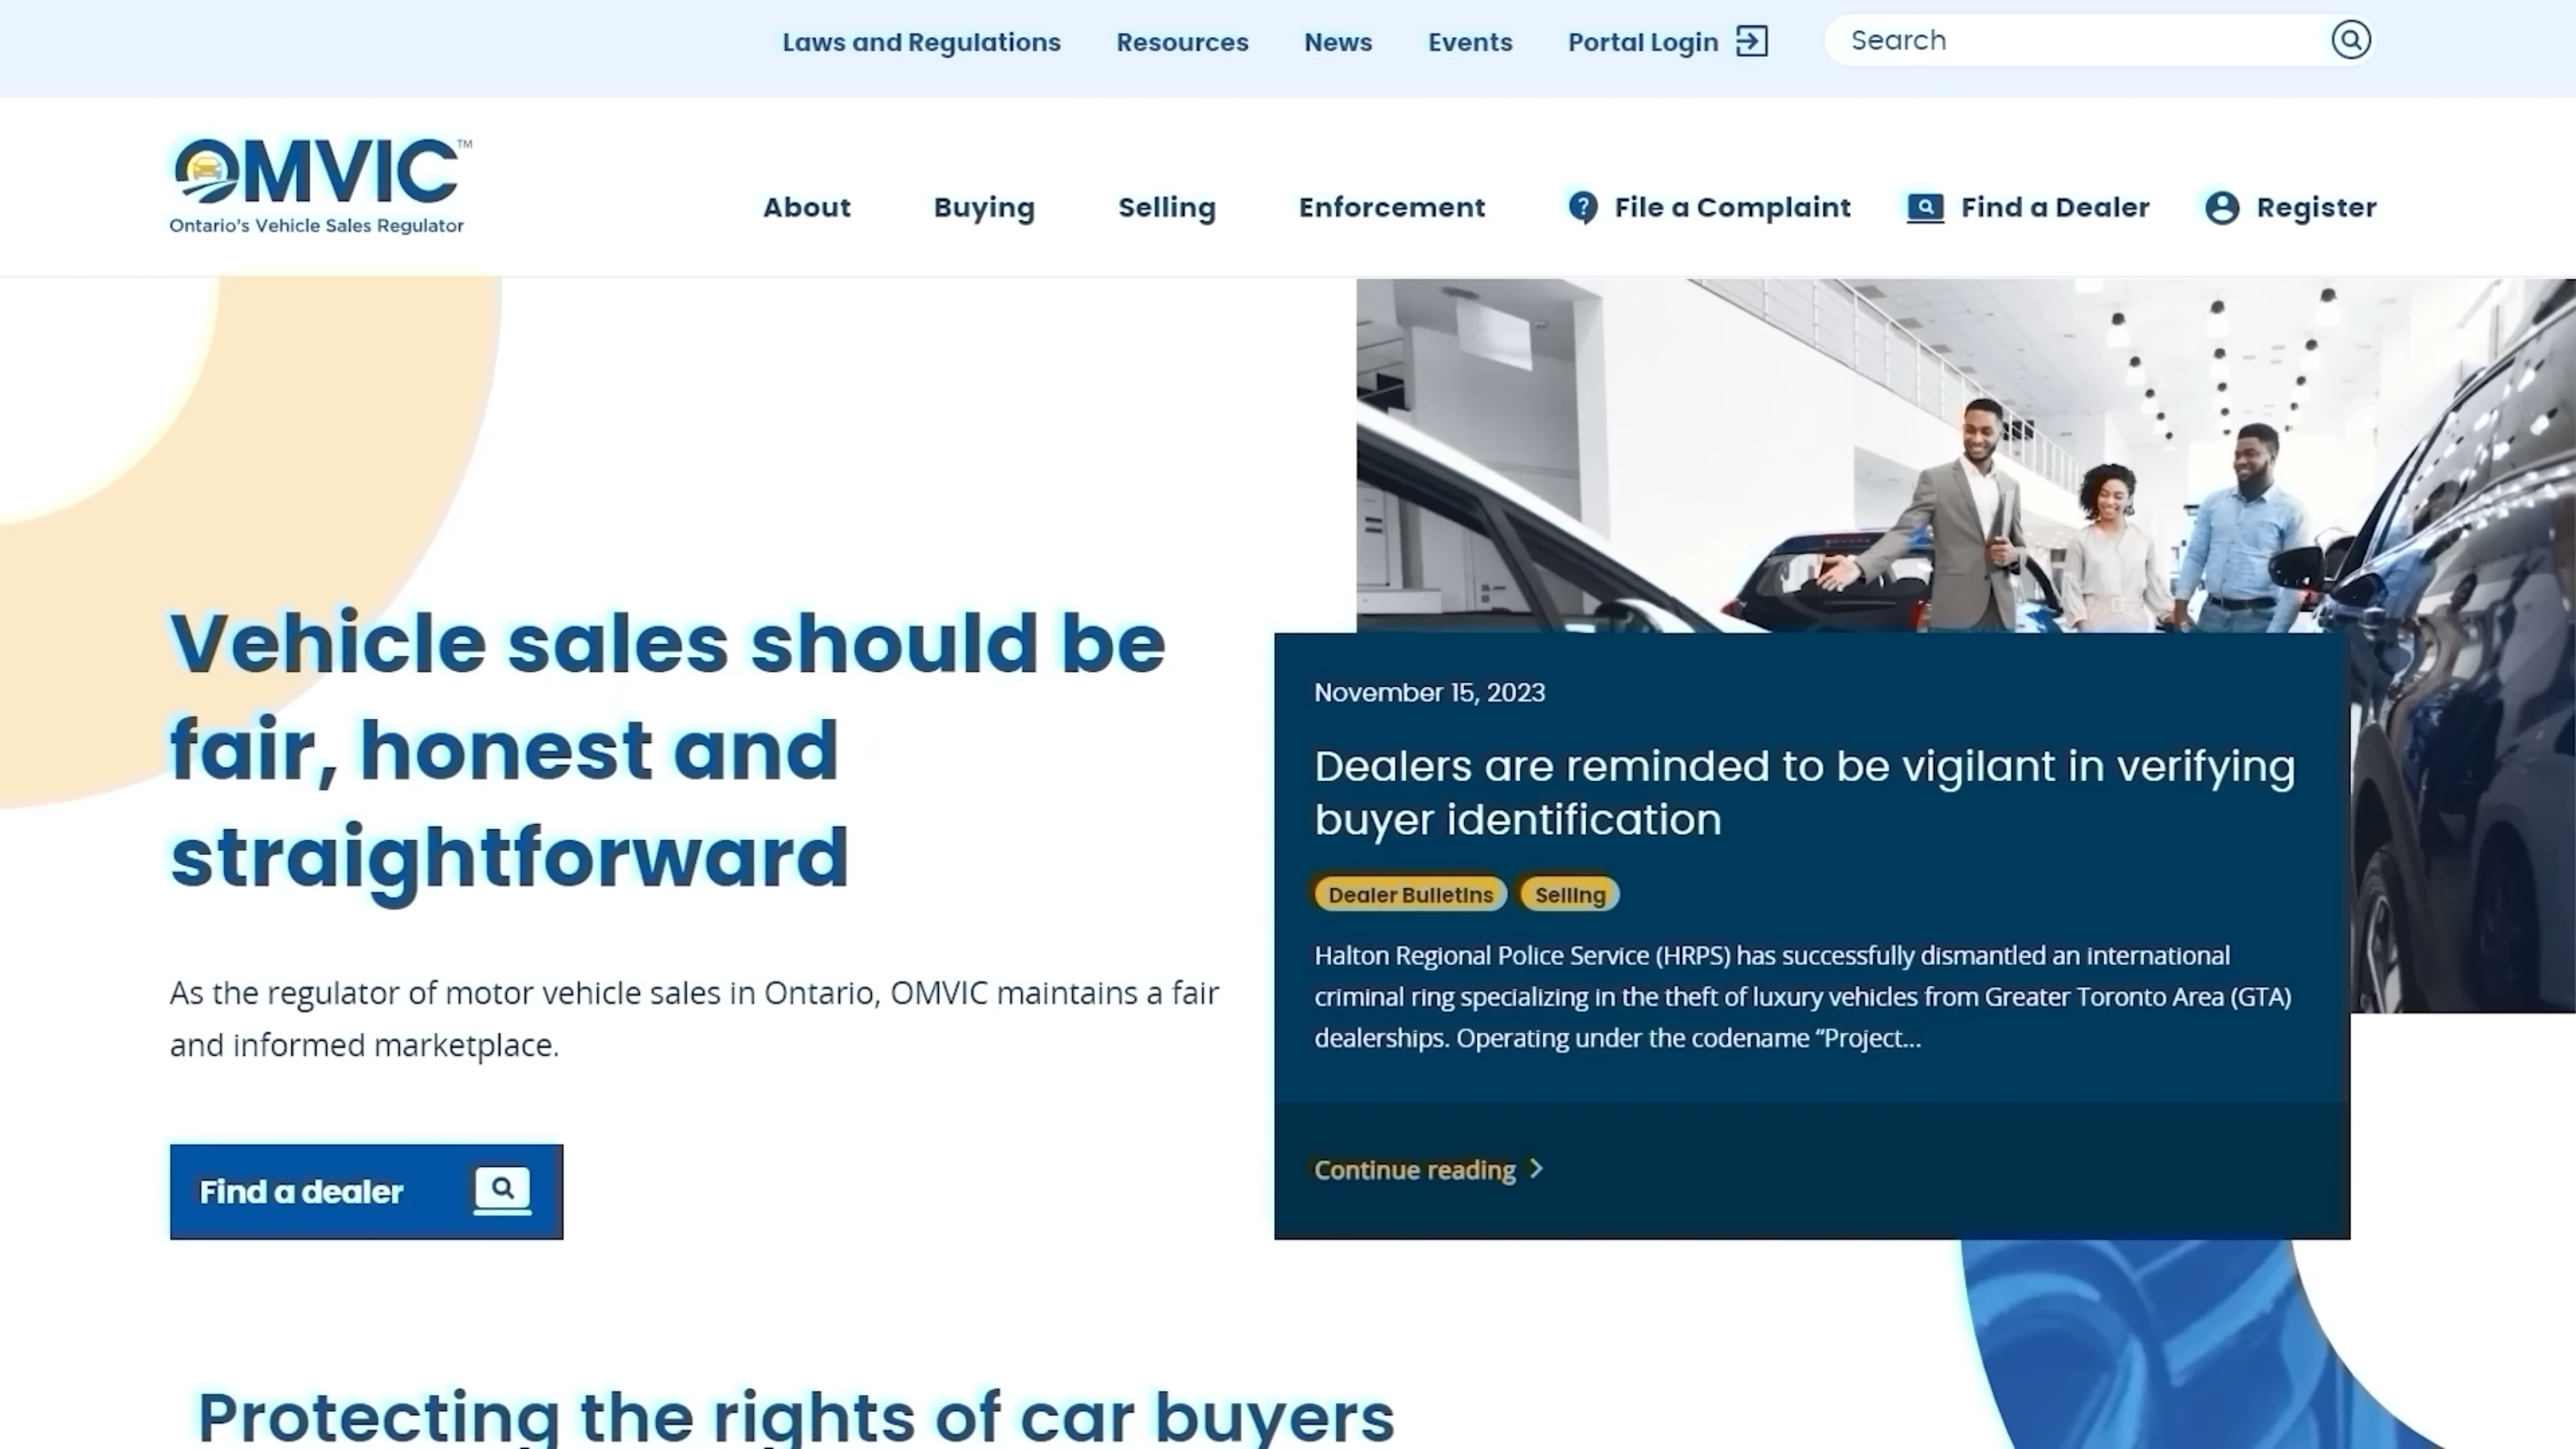 Laws and Regulations
Resources
News
Events
Portal Login
Search
OMVIC™
Ontario's Vehicle Sales Regulator
About
Buying
Selling
Enforcement
File a Complaint
Find a Dealer
Register
Vehicle sales should be
fair, honest and
straightforward
As the regulator of motor vehicle sales in Ontario, OMVIC maintains a fair
and informed marketplace.
Find a dealer
November 15, 2023
Dealers are reminded to be vigilant in verifying
buyer identification
Dealer Bulletins
Selling
Halton Regional Police Service (HRPS) has successfully dismantled an international
criminal ring specializing in the theft of luxury vehicles from Greater Toronto Area (GTA)
dealerships. Operating under the codename “Project...
Continue reading
Protecting the rights of car buyers